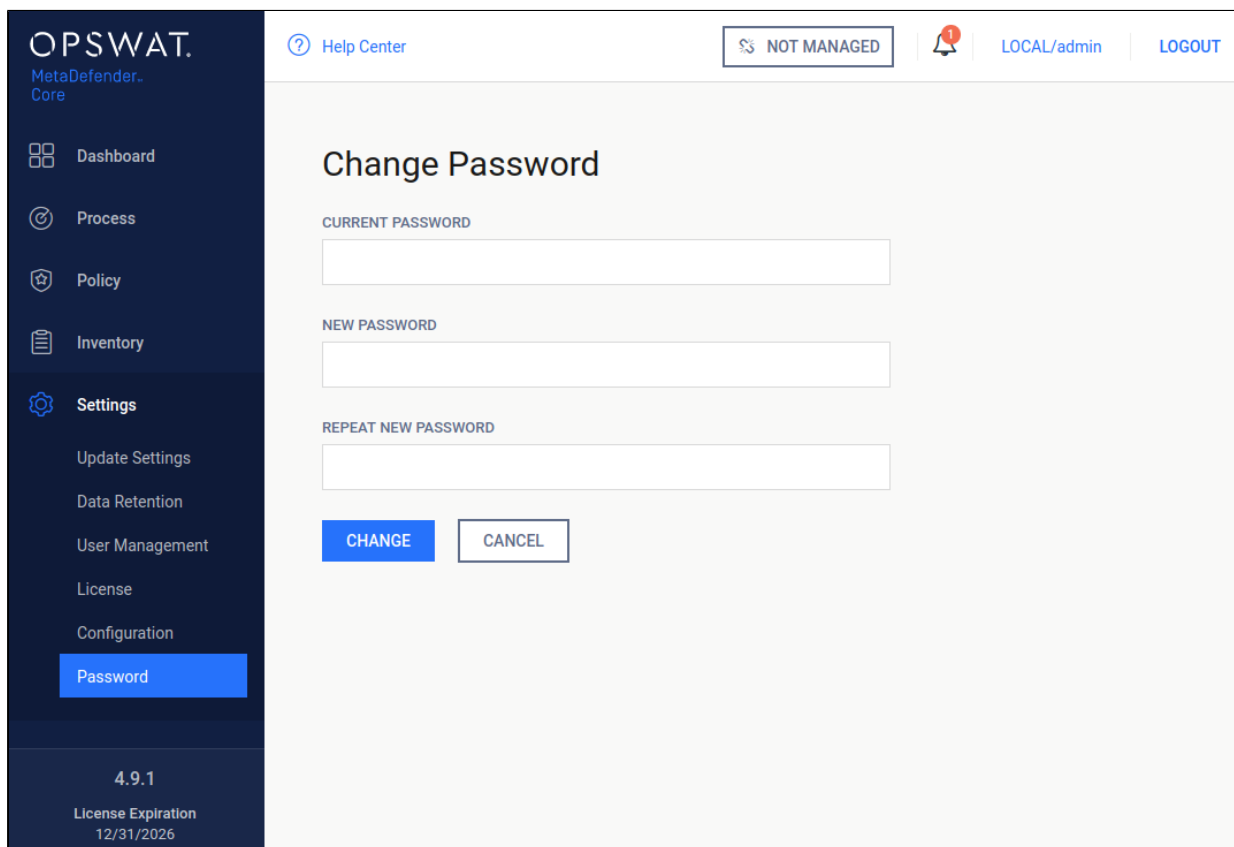 OPSWAT.
MetaDefender™
Core
Dashboard
Process
Policy
Inventory
Settings
Update Settings
Data Retention
User Management
License
Configuration
Password
4.9.1
License Expiration
12/31/2026
Help Center
NOT MANAGED
1
LOCAL/admin
LOGOUT
Change Password
CURRENT PASSWORD
NEW PASSWORD
REPEAT NEW PASSWORD
CHANGE
CANCEL